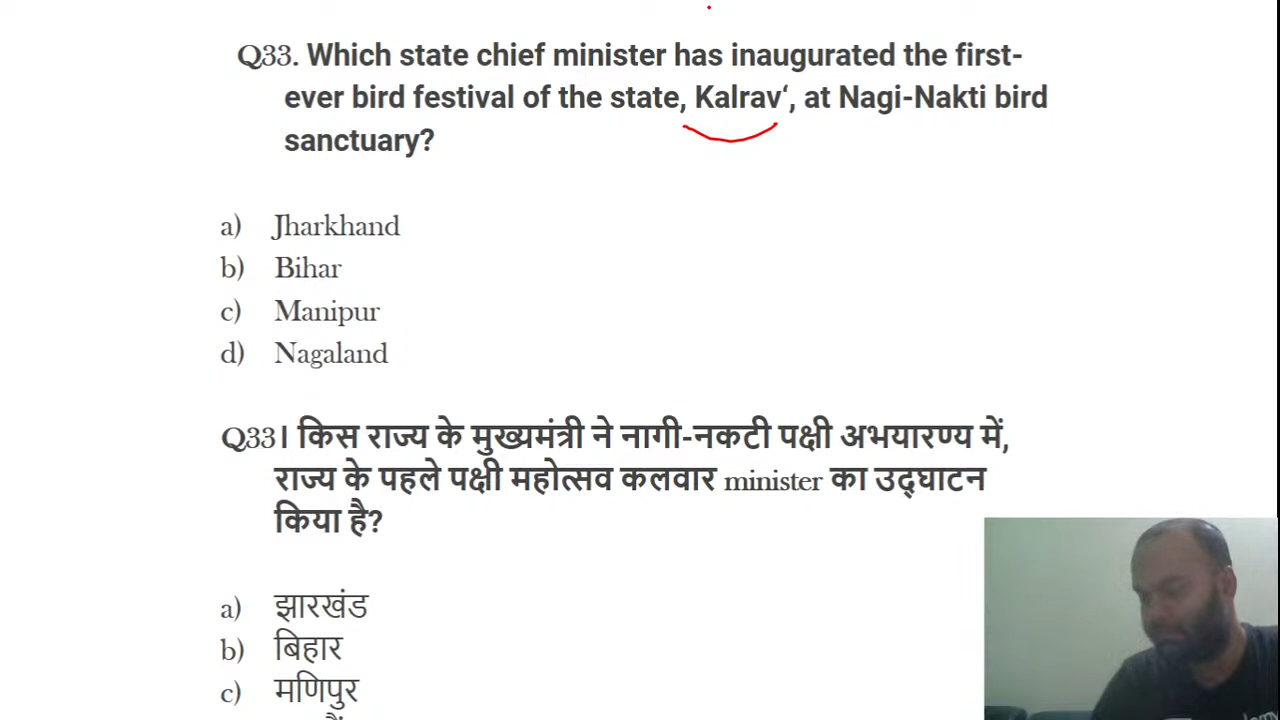 Q33. Which state chief minister has inaugurated the first-
ever bird festival of the state, Kalrav‘, at Nagi-Nakti bird
sanctuary?
a) Jharkhand
b) Bihar
c) Manipur
d) Nagaland
Q33। किस राज्य के मुख्यमंत्री ने नागी-नकटी पक्षी अभयारण्य में,
राज्य के पहले पक्षी महोत्सव कलवार minister का उद्घाटन
किया है?
a) झारखंड
b) बिहार
c) मणिपुर